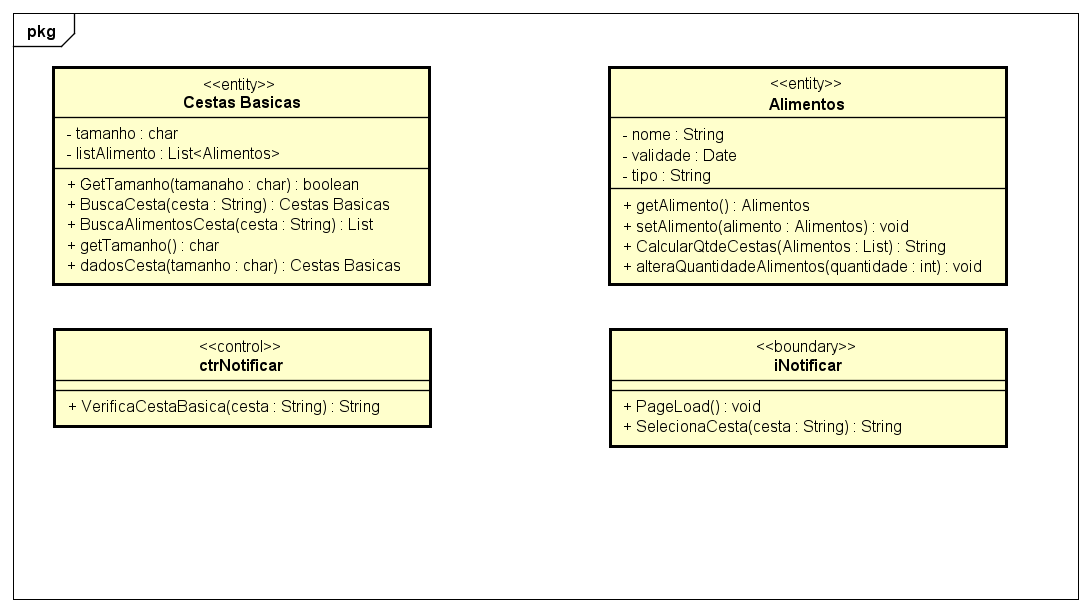 pkg
<<entity>>
Cestas Basicas
- tamanho : char
- listAlimento : List<Alimentos>
+ GetTamanho(tamanaho : char) : boolean
+ BuscaCesta(cesta : String) : Cestas Basicas
+ BuscaAlimentosCesta(cesta : String) : List
+ getTamanho() : char
+ dadosCesta(tamanho : char) : Cestas Basicas
<<entity>>
Alimentos
- nome : String
- validade : Date
- tipo : String
+ getAlimento() : Alimentos
+ setAlimento(alimento : Alimentos) : void
+ CalcularQtdeCestas(Alimentos : List) : String
+ alteraQuantidadeAlimentos(quantidade : int) : void
<<control>>
ctrNotificar
+ VerificaCestaBasica(cesta : String) : String
<<boundary>>
iNotificar
+ PageLoad() : void
+ SelecionaCesta(cesta : String) : String